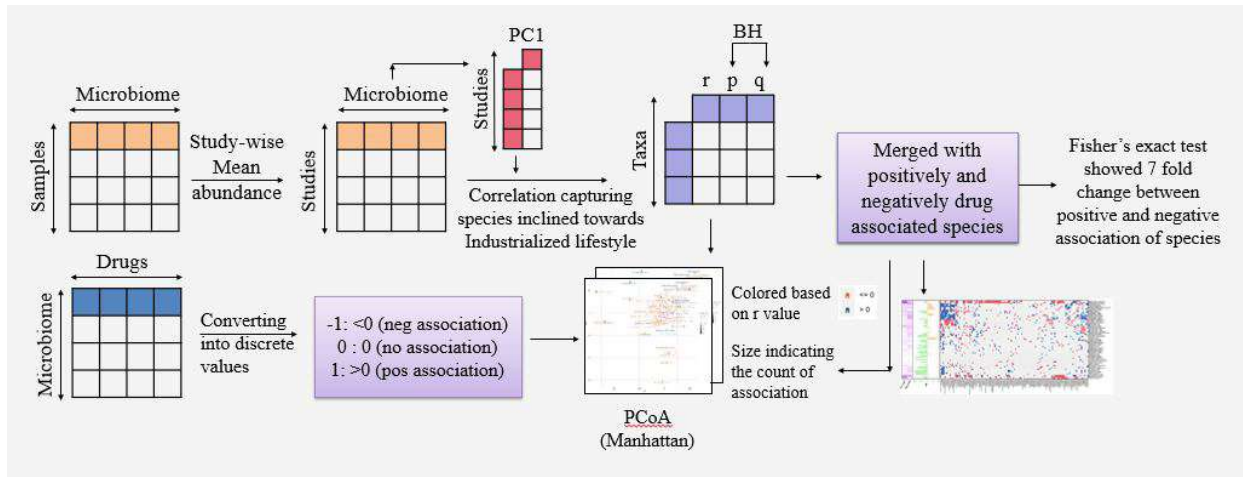 PC1
BH
Microbiome
Studies
Microbiome
r p q
Samples
Study-wise
Mean
abundance
Studies
Taxa
Correlation capturing
species inclined towards
Industrialized lifestyle
Merged with
positively and
negatively drug
associated species
Fisher's exact test
showed 7 fold
change between
positive and negative
association of species
Drugs
Microbiome
Converting
into discrete
values
-1: <0 (neg association)
0 : 0 (no association)
1: >0 (pos association)
Colored based
on r value
<= 0
> 0
Size indicating
the count of
association
PCoA
(Manhattan)